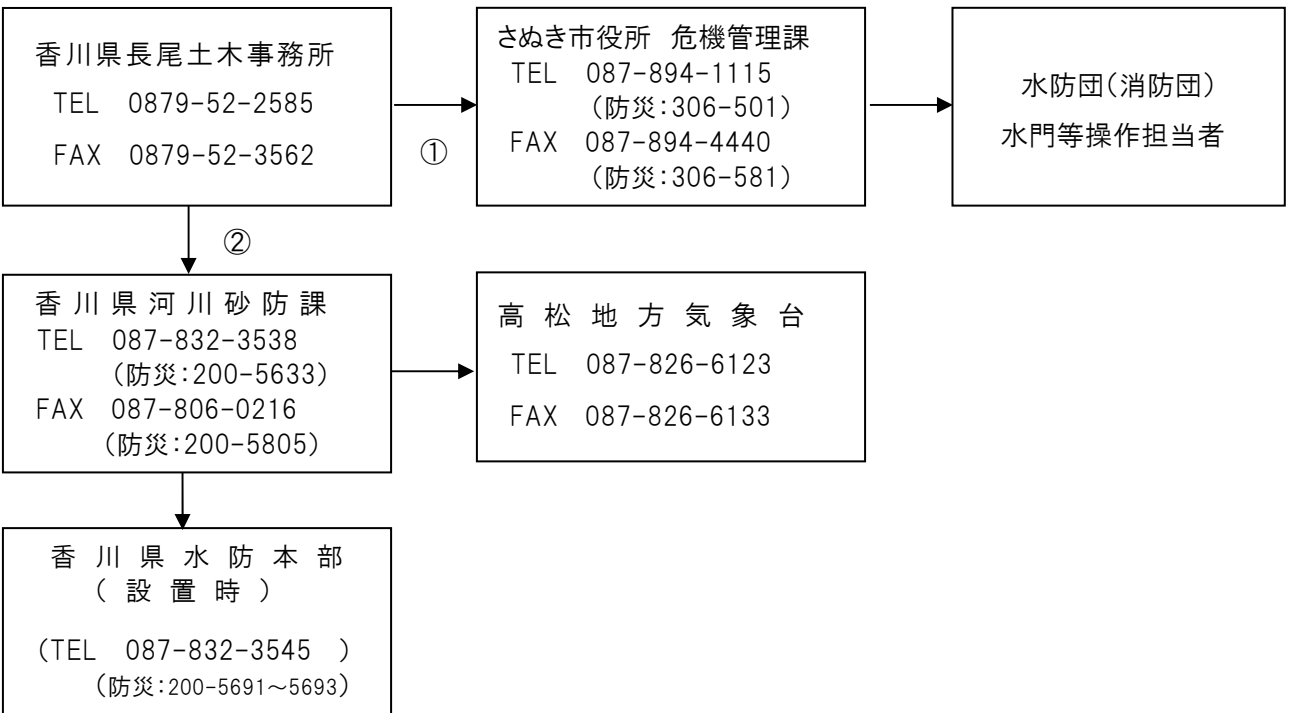 香川県長尾土木事務所
TEL 0879-52-2585
FAX 0879-52-3562
①
さぬき市役所 危機管理課
TEL 087-894-1115
(防災:306-501)
FAX 087-894-4440
(防災:306-581)
水防団(消防団)
水門等操作担当者
②
香川県河川砂防課
TEL 087-832-3538
(防災:200-5633)
FAX 087-806-0216
(防災:200-5805)
高松地方気象台
TEL 087-826-6123
FAX 087-826-6133
香川県水防本部
(設置時)
(TEL 087-832-3545 )
(防災:200-5691~5693)